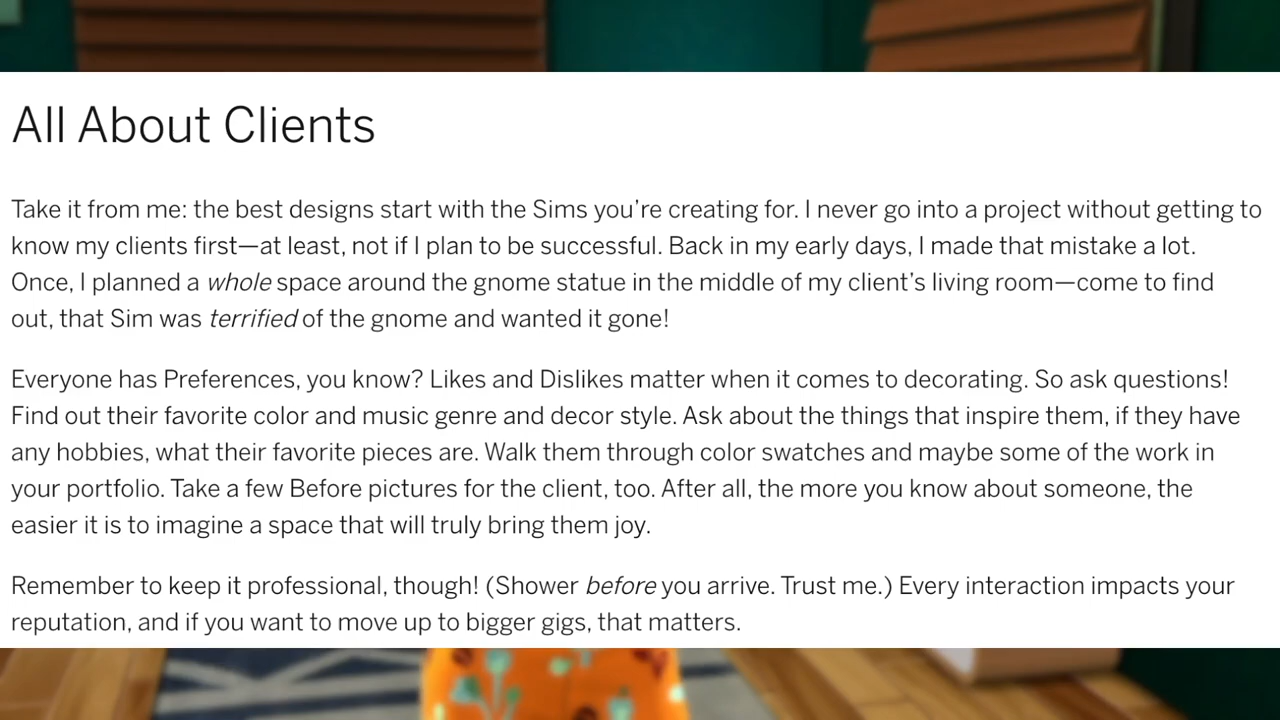 All About Clients
Take it from me: the best designs start with the Sims you’re creating for. I never go into a project without getting to
know my clients first—at least, not if I plan to be successful. Back in my early days, I made that mistake a lot.
Once, I planned a whole space around the gnome statue in the middle of my client’s living room—come to find
out, that Sim was terrified of the gnome and wanted it gone!
Everyone has Preferences, you know? Likes and Dislikes matter when it comes to decorating. So ask questions!
Find out their favorite color and music genre and decor style. Ask about the things that inspire them, if they have
any hobbies, what their favorite pieces are. Walk them through color swatches and maybe some of the work in
your portfolio. Take a few Before pictures for the client, too. After all, the more you know about someone, the
easier it is to imagine a space that will truly bring them joy.
Remember to keep it professional, though! (Shower before you arrive. Trust me.) Every interaction impacts your
reputation, and if you want to move up to bigger gigs, that matters.